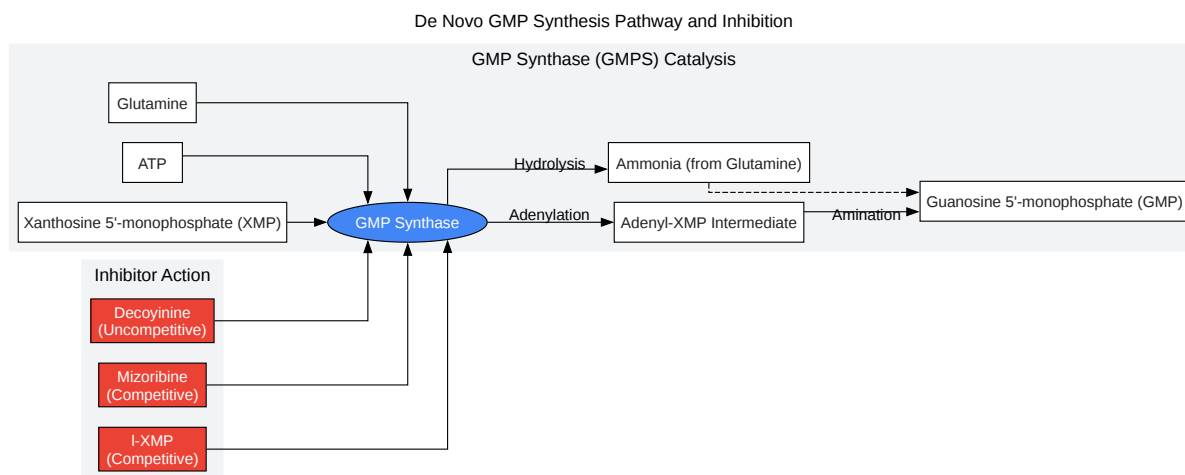 De Novo GMP Synthesis Pathway and Inhibition
GMP Synthase (GMPS) Catalysis
Glutamine
ATP
Xanthosine 5'-monophosphate (XMP)
GMP Synthase
Hydrolysis
Adenylation
Ammonia (from Glutamine)
Adenyl-XMP Intermediate
Amination
Guanosine 5'-monophosphate (GMP)
Inhibitor Action
Decoyinine
(Uncompetitive)
Mizoribine
(Competitive)
I-XMP
(Competitive)